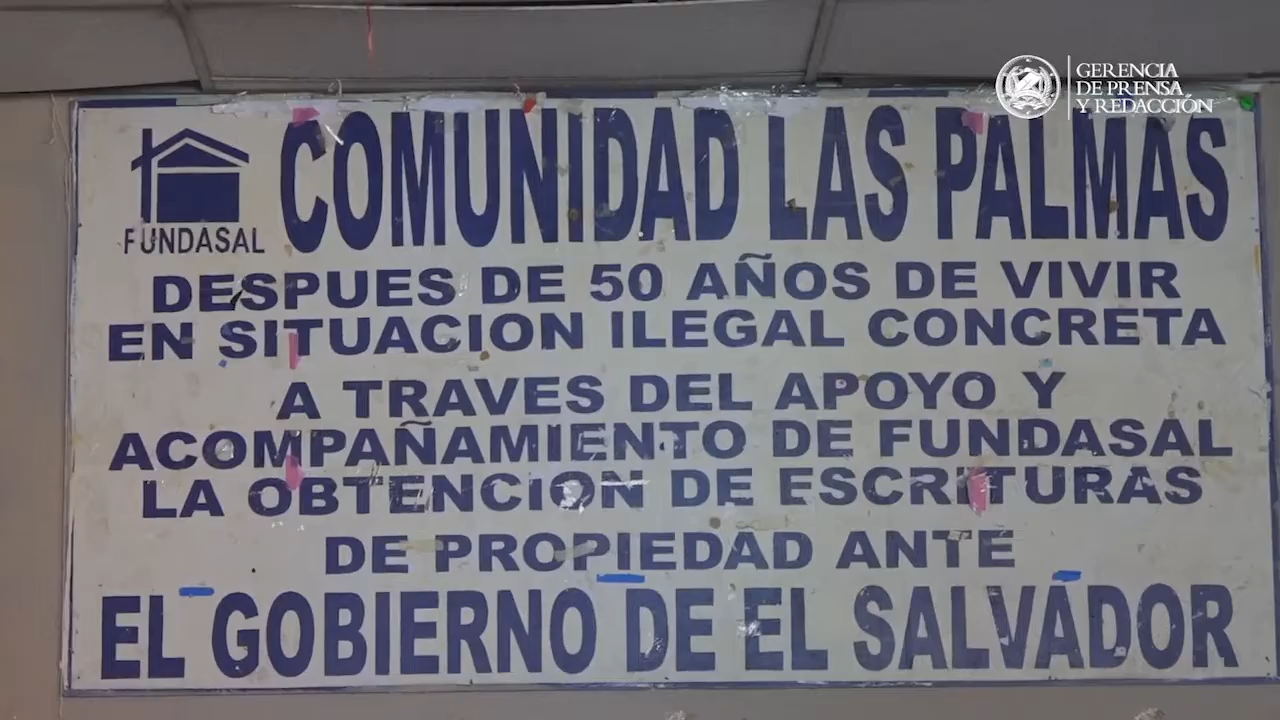 GERENCIA
DE PRENSA
Y REDACCIÓN
FUNDASAL
COMUNIDAD LAS PALMAS
DESPUES DE 50 AÑOS DE VIVIR
EN SITUACION ILEGAL CONCRETA
A TRAVES DEL APOYO Y
ACOMPAÑAMIENTO DE FUNDASAL
LA OBTENCION DE ESCRITURAS
DE PROPIEDAD ANTE
EL GOBIERNO DE EL SALVADOR